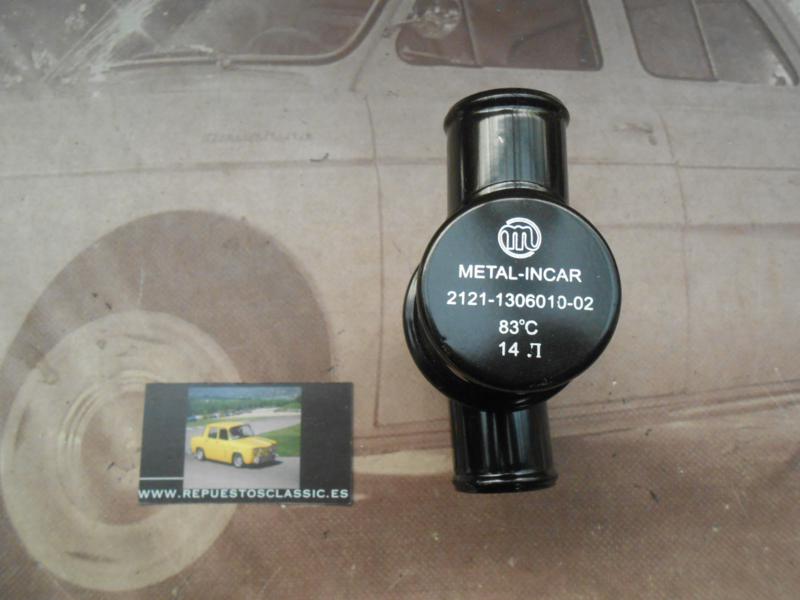 m
METAL-INCAR
2121-1306010-02
83°C
14 Л
WWW.REPUESTOSCLASSIC.ES